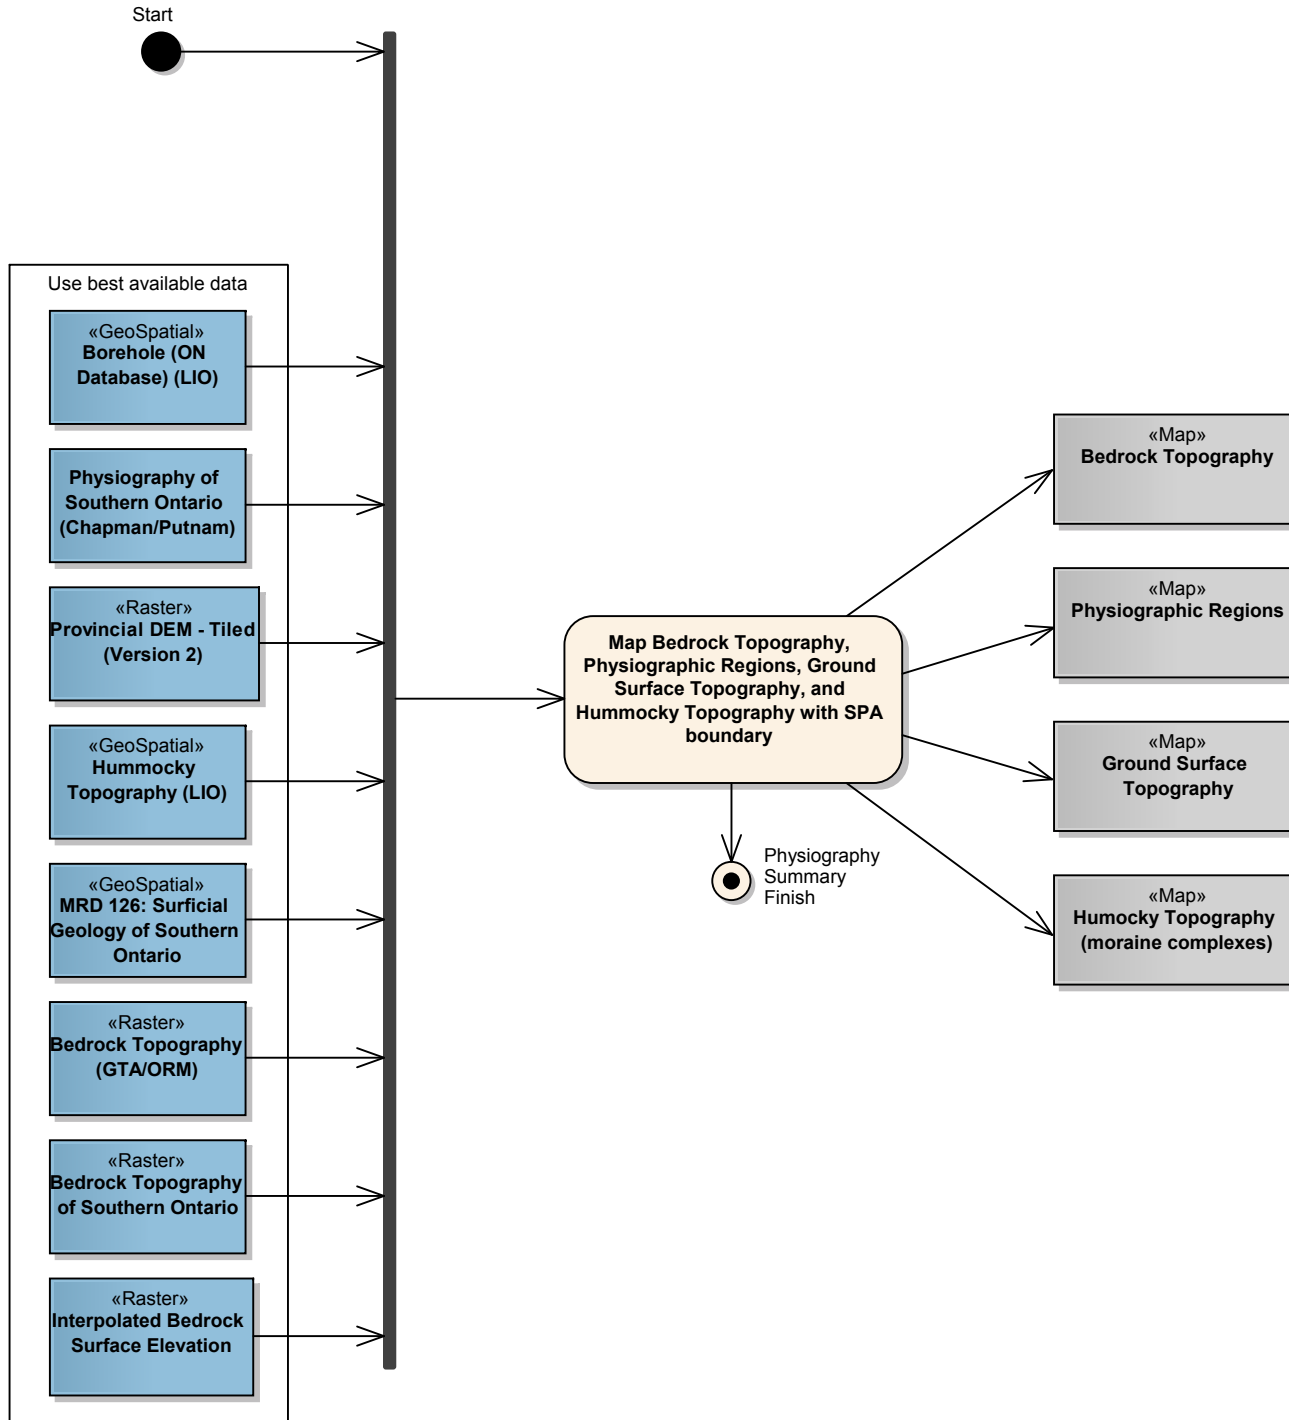 Start
Use best available data
«GeoSpatial»
Borehole (ON
Database) (LIO)
Physiography of
Southern Ontario
(Chapman/Putnam)
«Raster»
Provincial DEM - Tiled
(Version 2)
«GeoSpatial»
Hummocky
Topography (LIO)
«GeoSpatial»
MRD 126: Surficial
Geology of Southern
Ontario
«Raster»
Bedrock Topography
(GTA/ORM)
«Raster»
Bedrock Topography
of Southern Ontario
«Raster»
Interpolated Bedrock
Surface Elevation
Map Bedrock Topography,
Physiographic Regions, Ground
Surface Topography, and
Hummocky Topography with SPA
boundary
Physiography
Summary
Finish
«Map»
Bedrock Topography
«Map»
Physiographic Regions
«Map»
Ground Surface
Topography
«Map»
Humocky Topography
(moraine complexes)